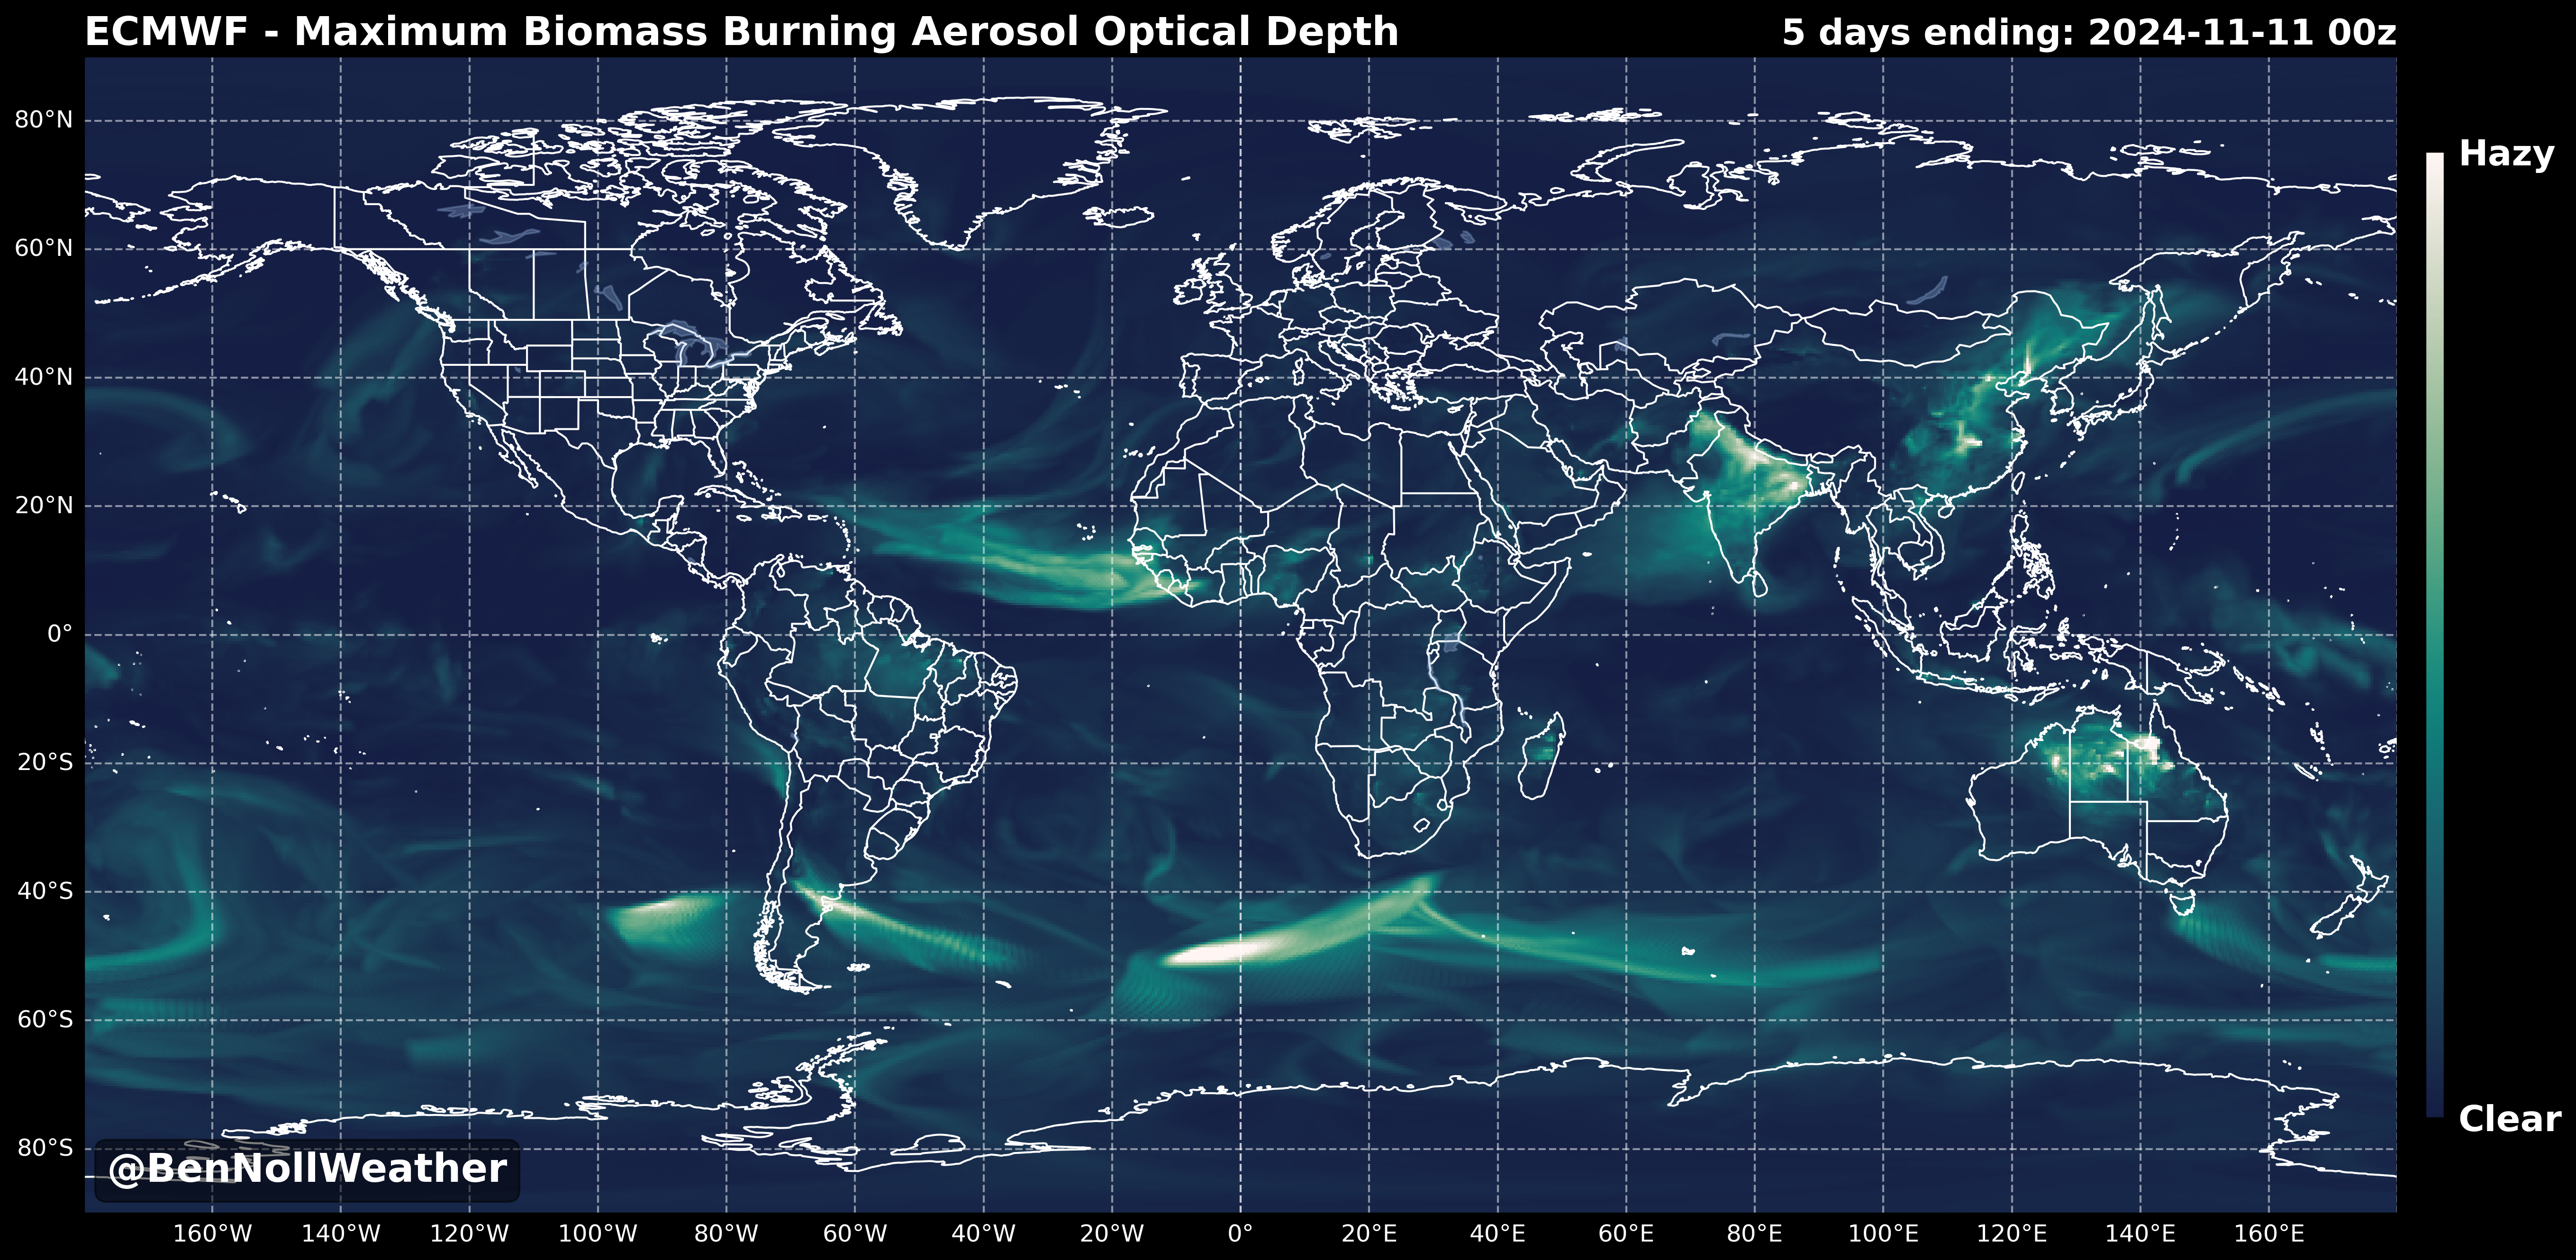 ECMWF - Maximum Biomass Burning Aerosol Optical Depth
5 days ending: 2024-11-11 00z
Hazy
80°N
60°N
40°N
20°N
0°
20°S
40°S
60°S
80°S
Clear
@BenNollWeather
160°W 140°W 120°W 100°W 80°W 60°W 40°W 20°W 0° 20°E 40°E 60°E 80°E 100°E 120°E 140°E 160°E